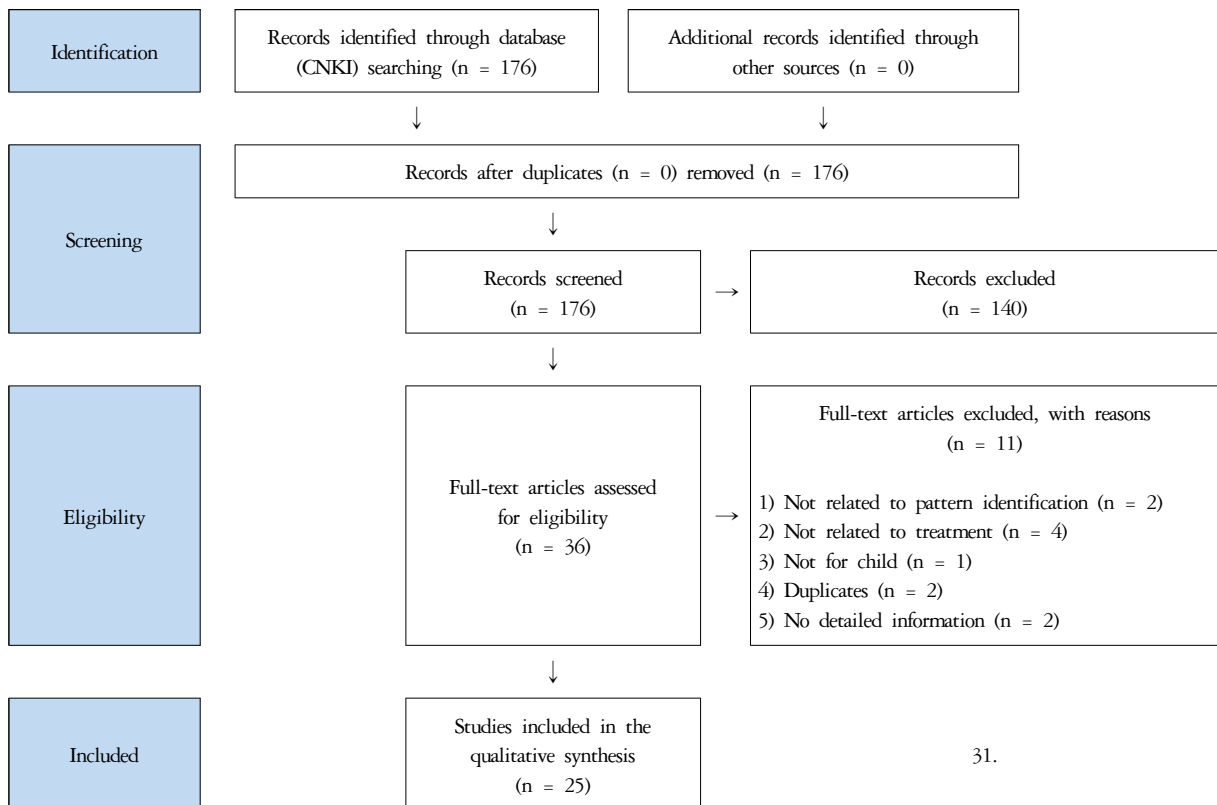 Identification
Records identified through database
(CNKI) searching (n = 176)
Additional records identified through
other sources (n = 0)
↓
↓
Screening
Records after duplicates (n = 0) removed (n = 176)
↓
Records screened
(n = 176)
→
Records excluded
(n = 140)
↓
Eligibility
Full-text articles assessed
for eligibility
(n = 36)
→
Full-text articles excluded, with reasons
(n = 11)
1) Not related to pattern identification (n = 2)
2) Not related to treatment (n = 4)
3) Not for child (n = 1)
4) Duplicates (n = 2)
5) No detailed information (n = 2)
↓
Included
Studies included in the
qualitative synthesis
(n = 25)
31.